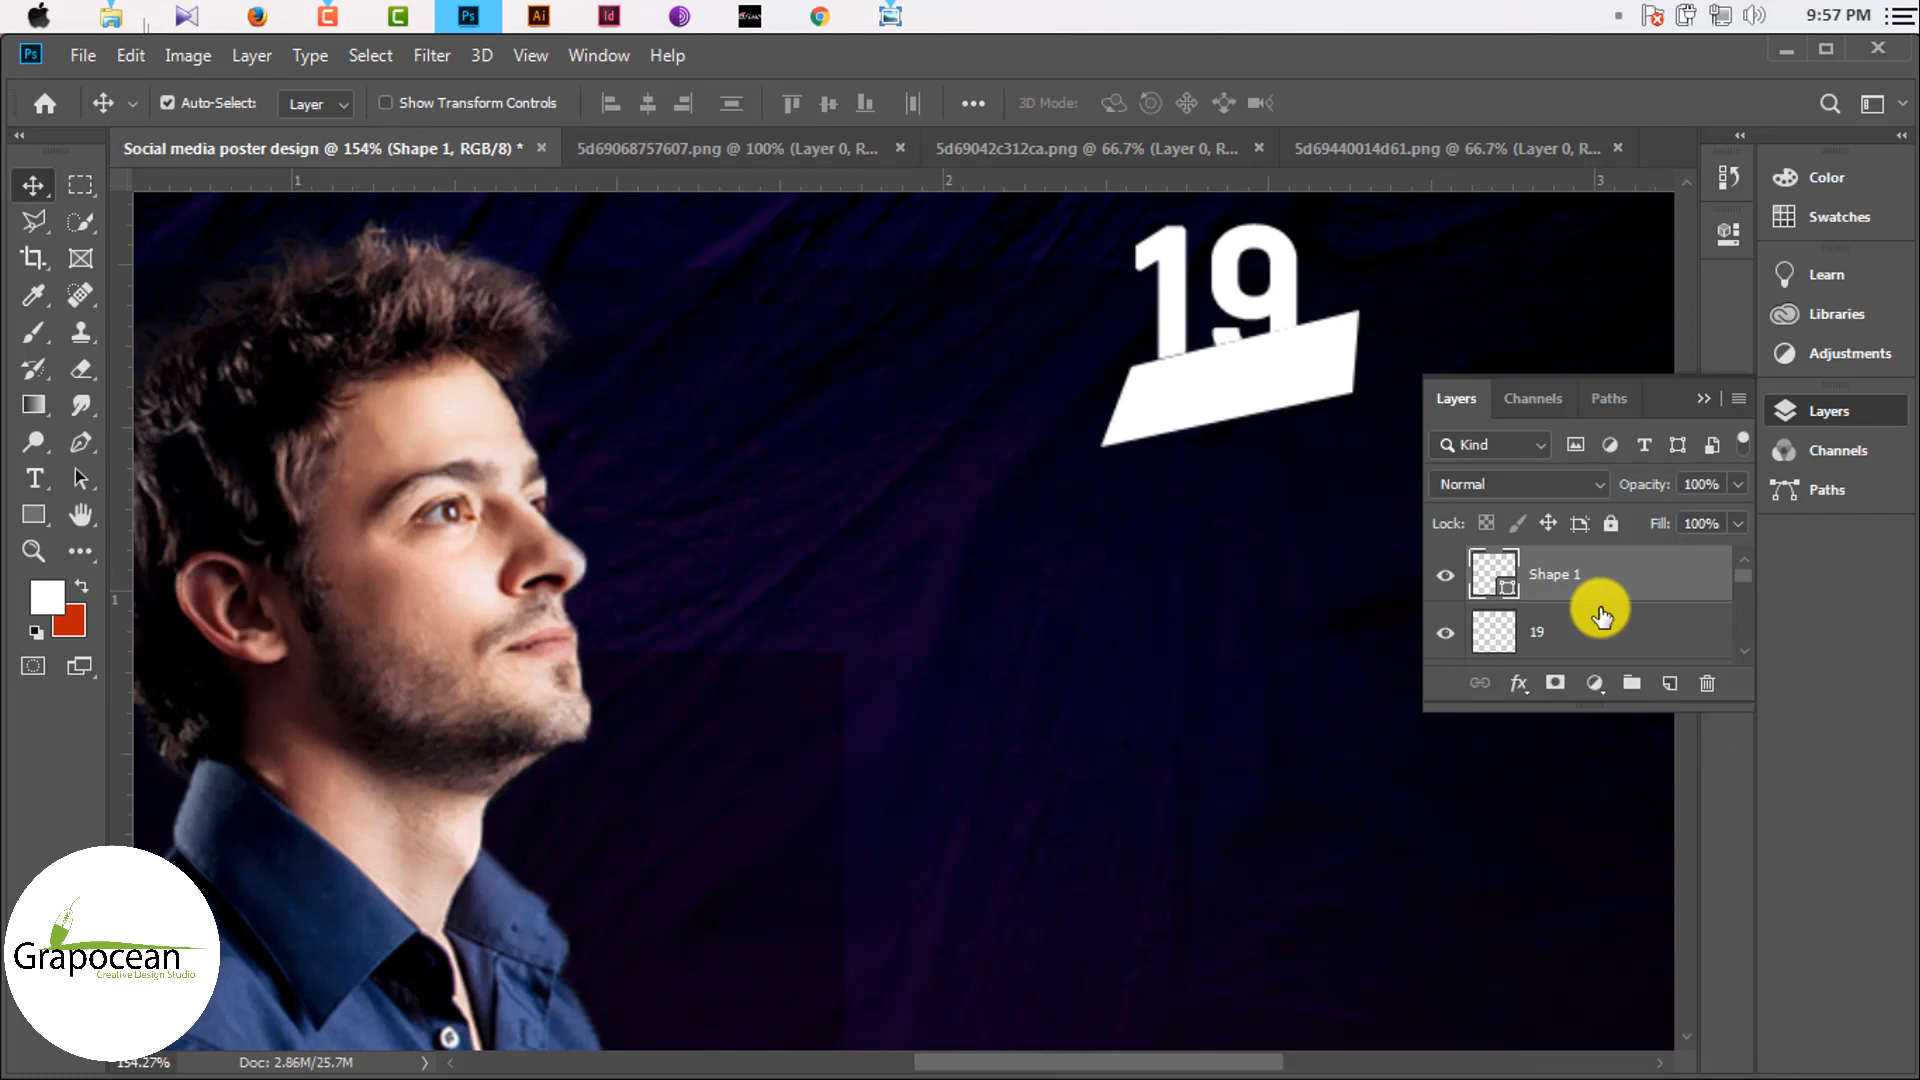 9:57 PM
Ps
File Edit Image Layer Type Select Filter 3D View Window Help
Auto-Select: Layer Show Transform Controls 3D Mode:
Social media poster design @ 154% (Shape 1, RGB/8) *
5d69068757607.png @ 100% (Layer 0, R...
5d69042c312ca.png @ 66.7% (Layer 0, R...
5d69440014d61.png @ 66.7% (Layer 0, R...
1 2 3
1
19
Color
Swatches
Learn
Libraries
Adjustments
Layers
Channels
Paths
Layers Channels Paths
Kind
Normal Opacity: 100%
Lock: Fill: 100%
Shape 1
19
fx
Grapocean
Creative Design Studio
154.27% Doc: 2.86M/25.7M